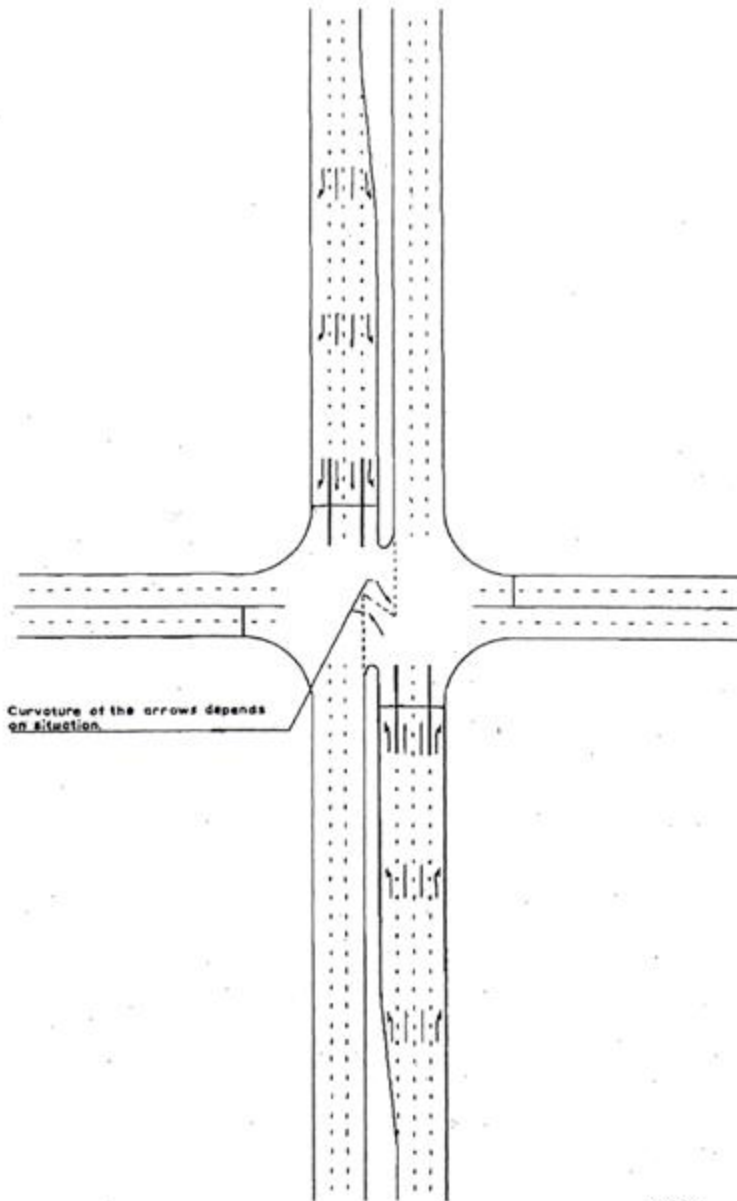 Curvature of the arrows depends
on situation.